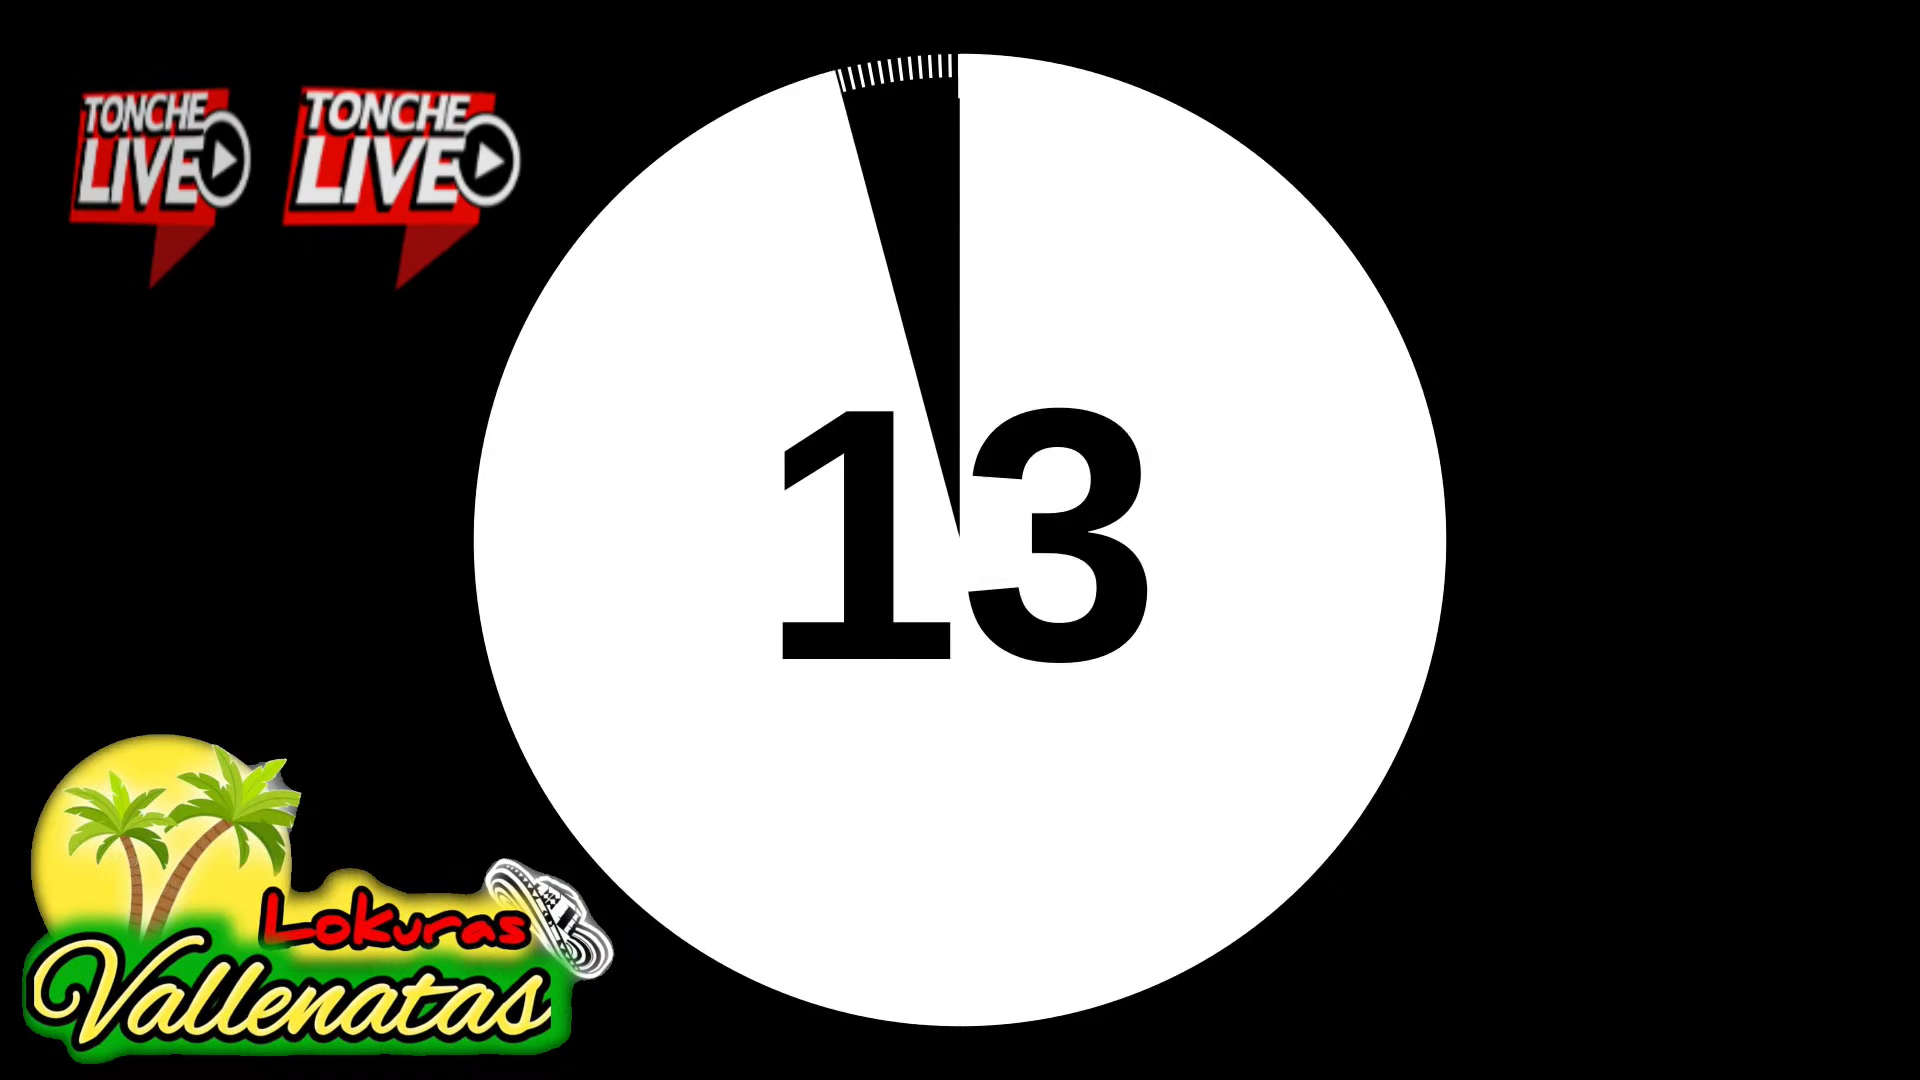 TONCHE
LIVE
TONCHE
LIVE
13
Lokuras
Vallenatas